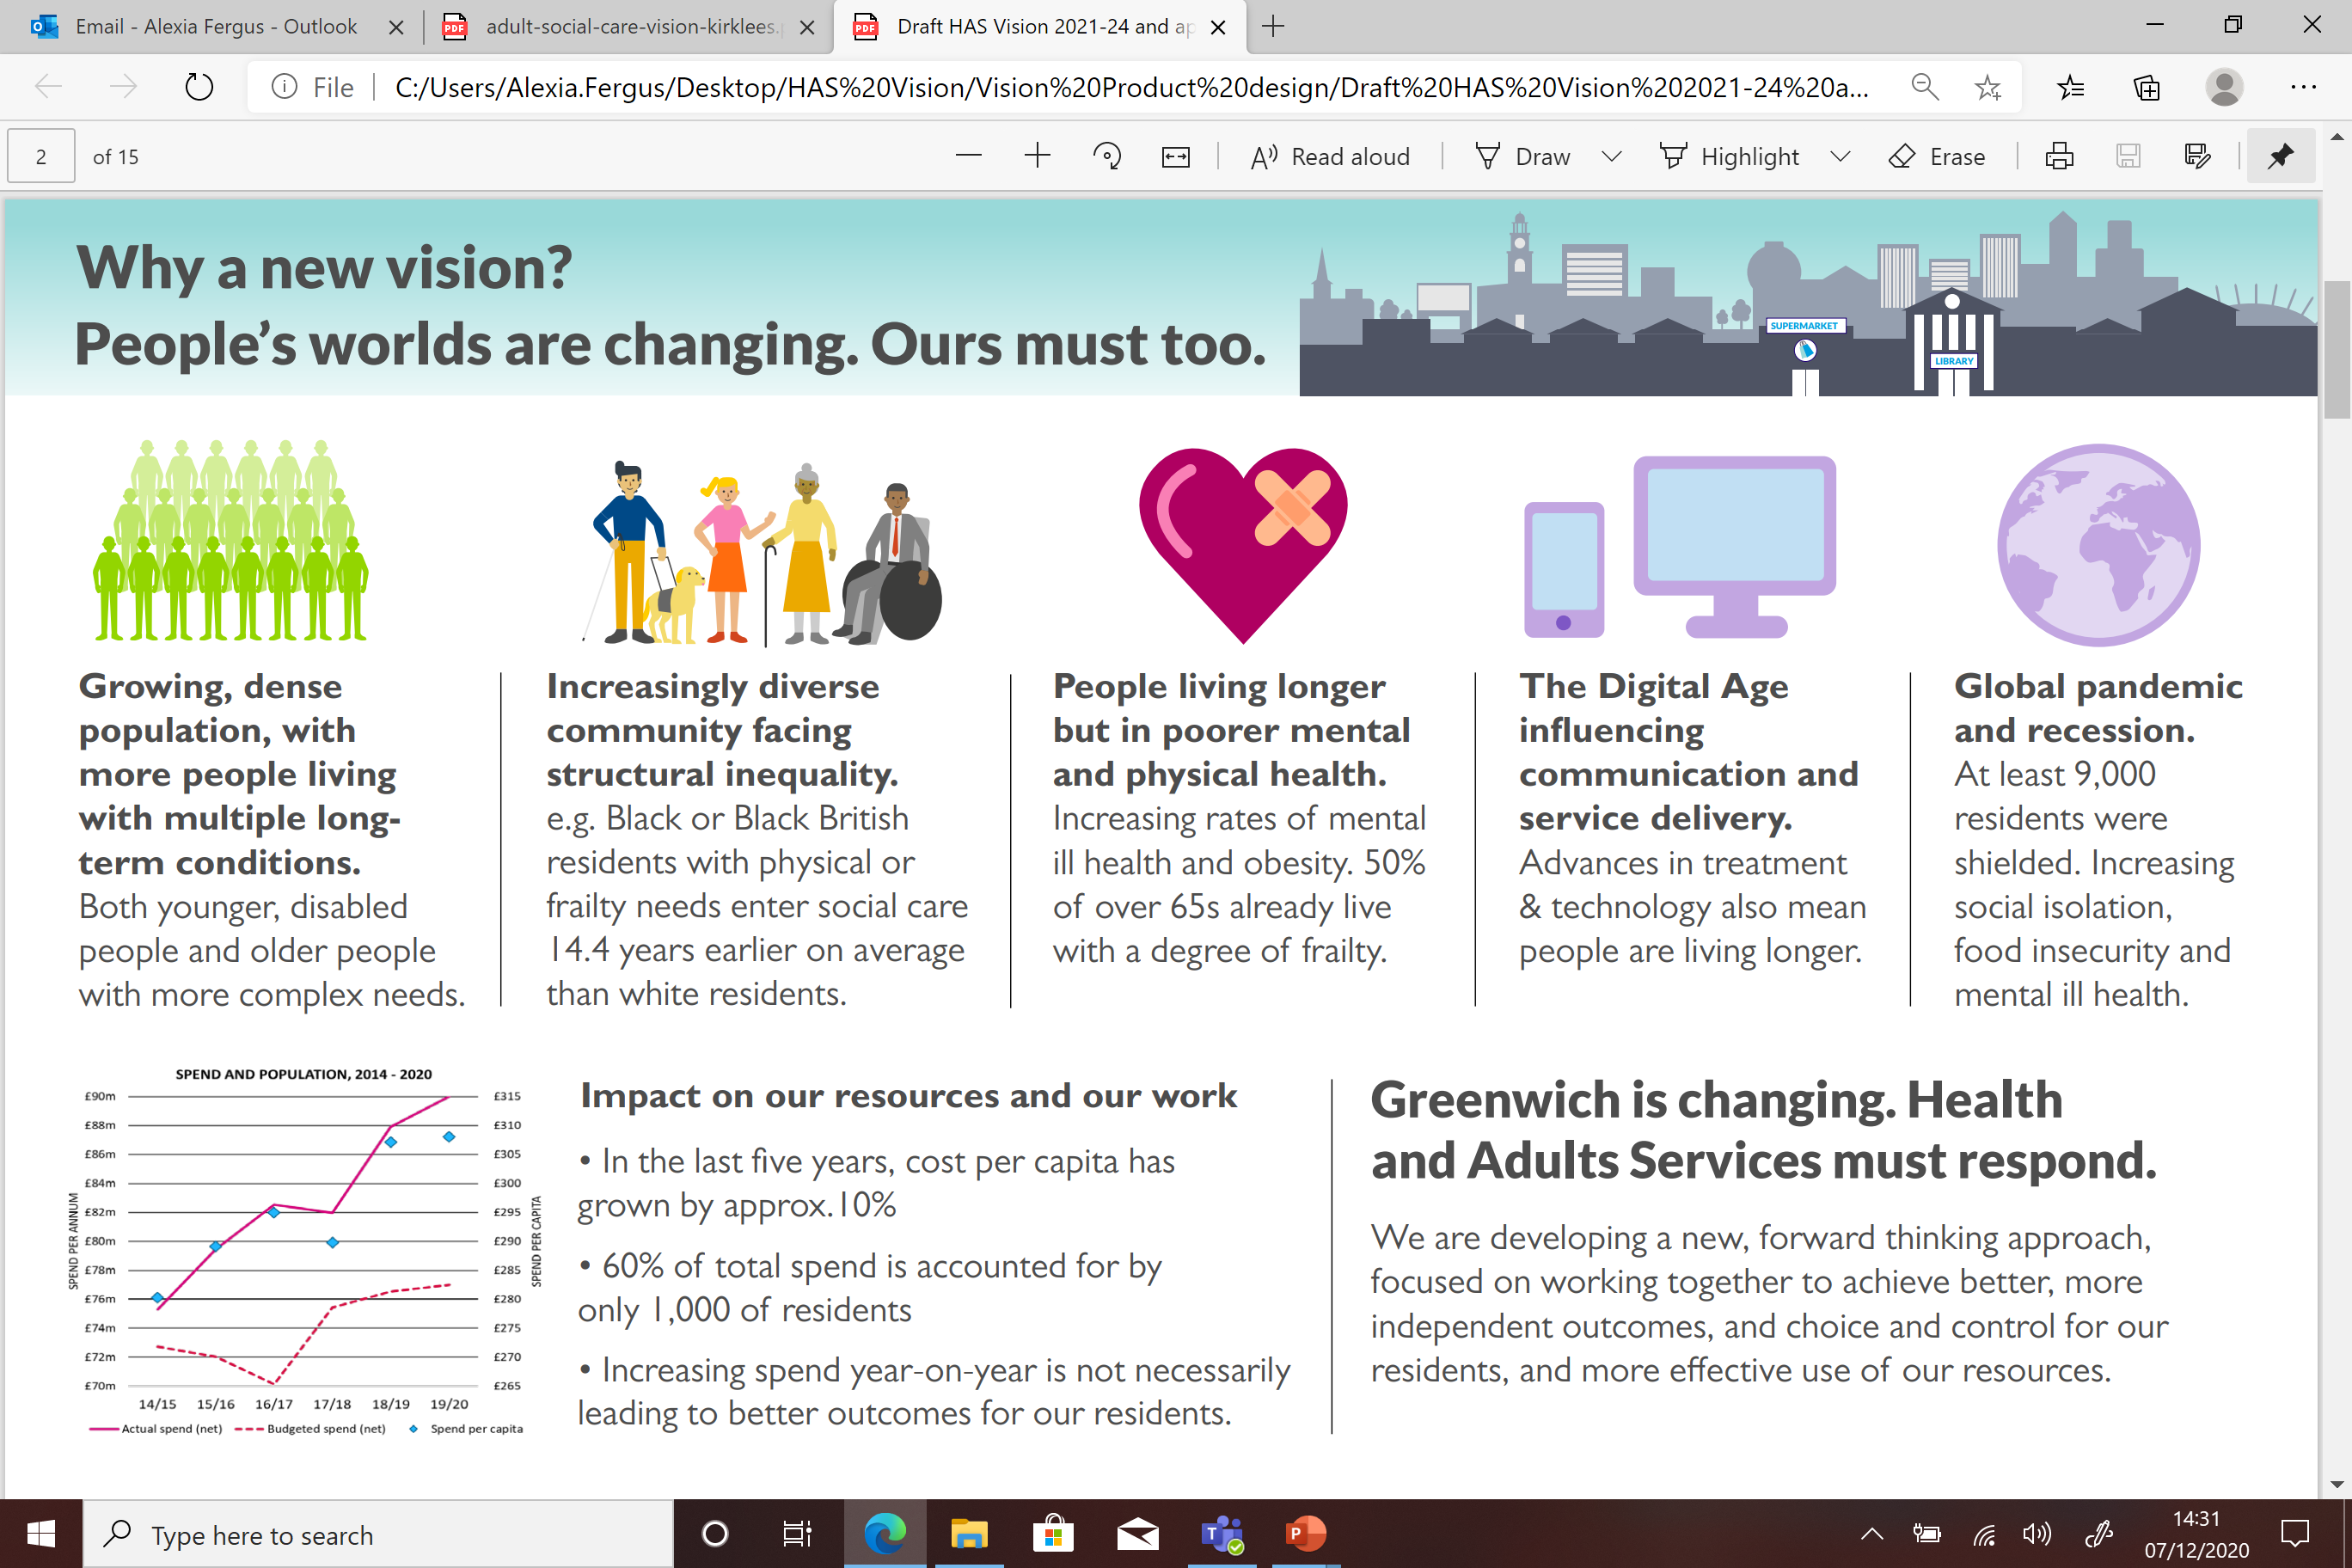 Email - Alexia Fergus - Outlook
adult-social-care-vision-kirklees.p
Draft HAS Vision 2021-24 and ap
File
C:/Users/Alexia.Fergus/Desktop/HAS%20Vision/Vision%20Product%20design/Draft%20HAS%20Vision%202021-24%20a...
2 of 15
Read aloud
Draw
Highlight
Erase
Why a new vision?
People's worlds are changing. Ours must too.
SUPERMARKET
LIBRARY
Growing, dense
population, with
more people living
with multiple long-
term conditions.
Both younger, disabled
people and older people
with more complex needs.
Increasingly diverse
community facing
structural inequality.
e.g. Black or Black British
residents with physical or
frailty needs enter social care
14.4 years earlier on average
than white residents.
People living longer
but in poorer mental
and physical health.
Increasing rates of mental
ill health and obesity. 50%
of over 65s already live
with a degree of frailty.
The Digital Age
influencing
communication and
service delivery.
Advances in treatment
& technology also mean
people are living longer.
Global pandemic
and recession.
At least 9,000
residents were
shielded. Increasing
social isolation,
food insecurity and
mental ill health.
SPEND AND POPULATION, 2014 - 2020
SPEND PER ANNUM
£90m
£88m
£86m
£84m
£82m
£80m
£78m
£76m
£74m
£72m
£70m
£315
£310
£305
£300
£295
£290
£285
£280
£275
£270
£265
SPEND PER CAPITA
14/15 15/16 16/17 17/18 18/19 19/20
Actual spend (net) Budgeted spend (net) Spend per capita
Impact on our resources and our work
• In the last five years, cost per capita has
grown by approx.10%
• 60% of total spend is accounted for by
only 1,000 of residents
• Increasing spend year-on-year is not necessarily
leading to better outcomes for our residents.
Greenwich is changing. Health
and Adults Services must respond.
We are developing a new, forward thinking approach,
focused on working together to achieve better, more
independent outcomes, and choice and control for our
residents, and more effective use of our resources.
Type here to search
14:31
07/12/2020